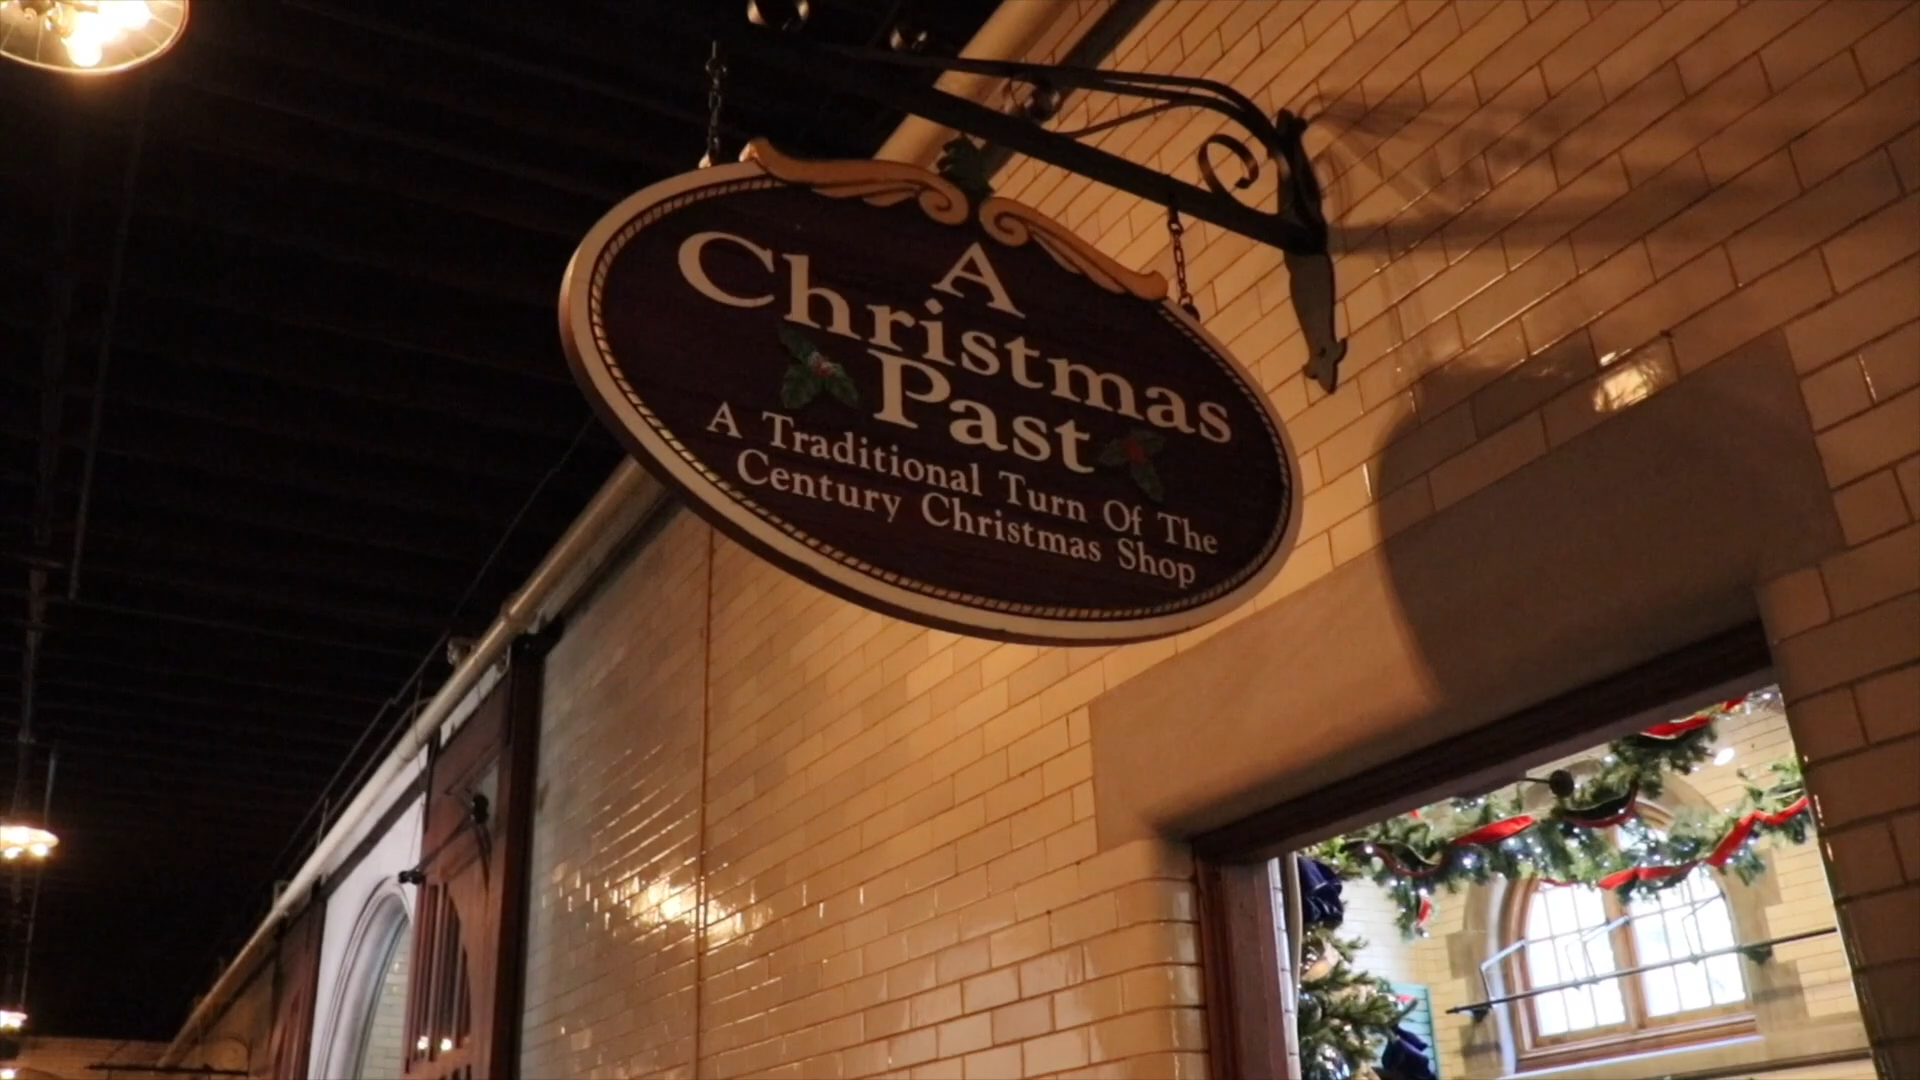 A
Christmas
Past
A Traditional Turn Of The
Century Christmas Shop